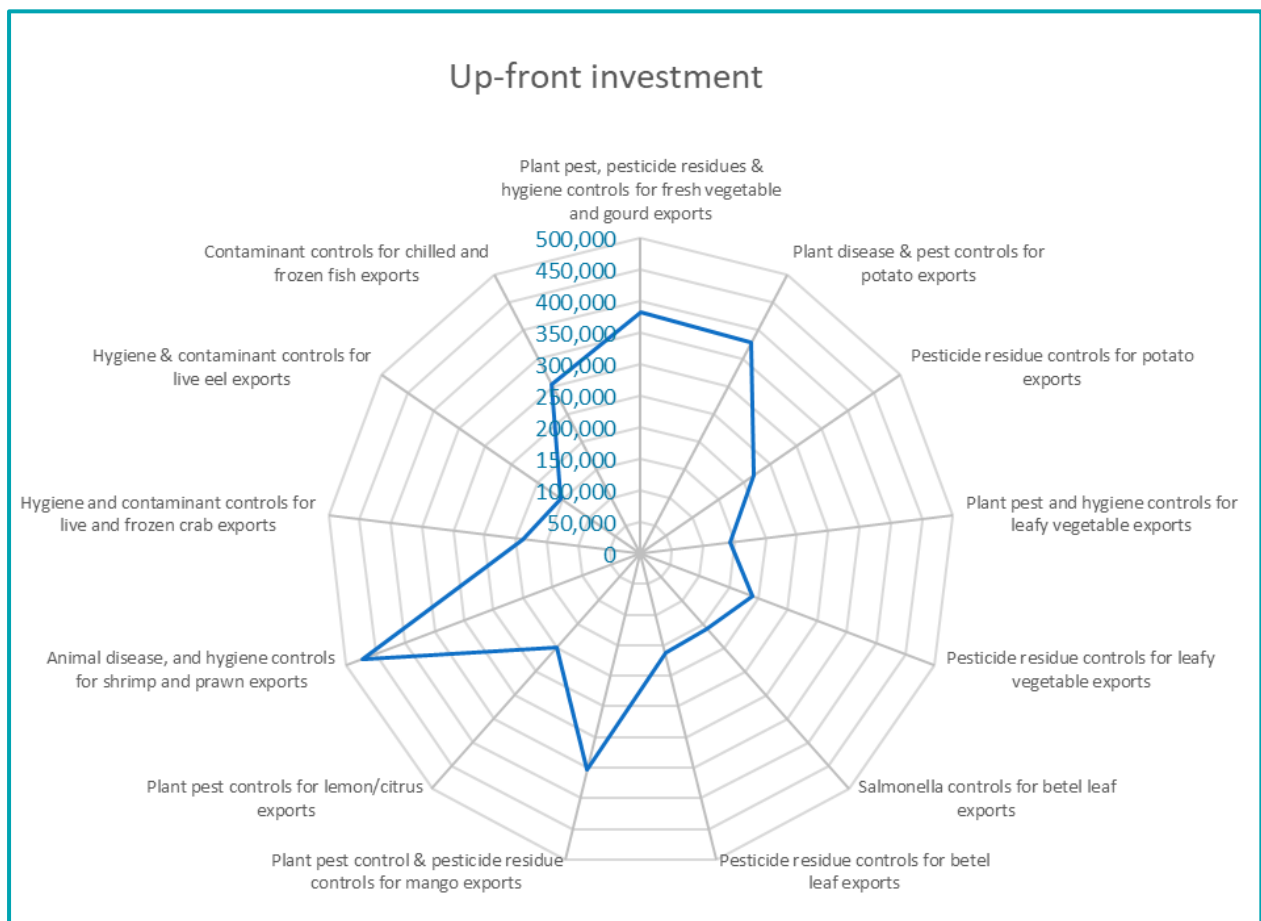 Up-front investment
Plant pest, pesticide residues &
hygiene controls for fresh vegetable
and gourd exports
Contaminant controls for chilled and
frozen fish exports
Plant disease & pest controls for
potato exports
Hygiene & contaminant controls for
live eel exports
Pesticide residue controls for potato
exports
Hygiene and contaminant controls for
live and frozen crab exports
Plant pest and hygiene controls for
leafy vegetable exports
Animal disease, and hygiene controls
for shrimp and prawn exports
Pesticide residue controls for leafy
vegetable exports
Plant pest controls for lemon/citrus
exports
Salmonella controls for betel leaf
exports
Plant pest control & pesticide residue
controls for mango exports
Pesticide residue controls for betel
leaf exports
500,000
450,000
400,000
350,000
300,000
250,000
200,000
150,000
100,000
50,000
0